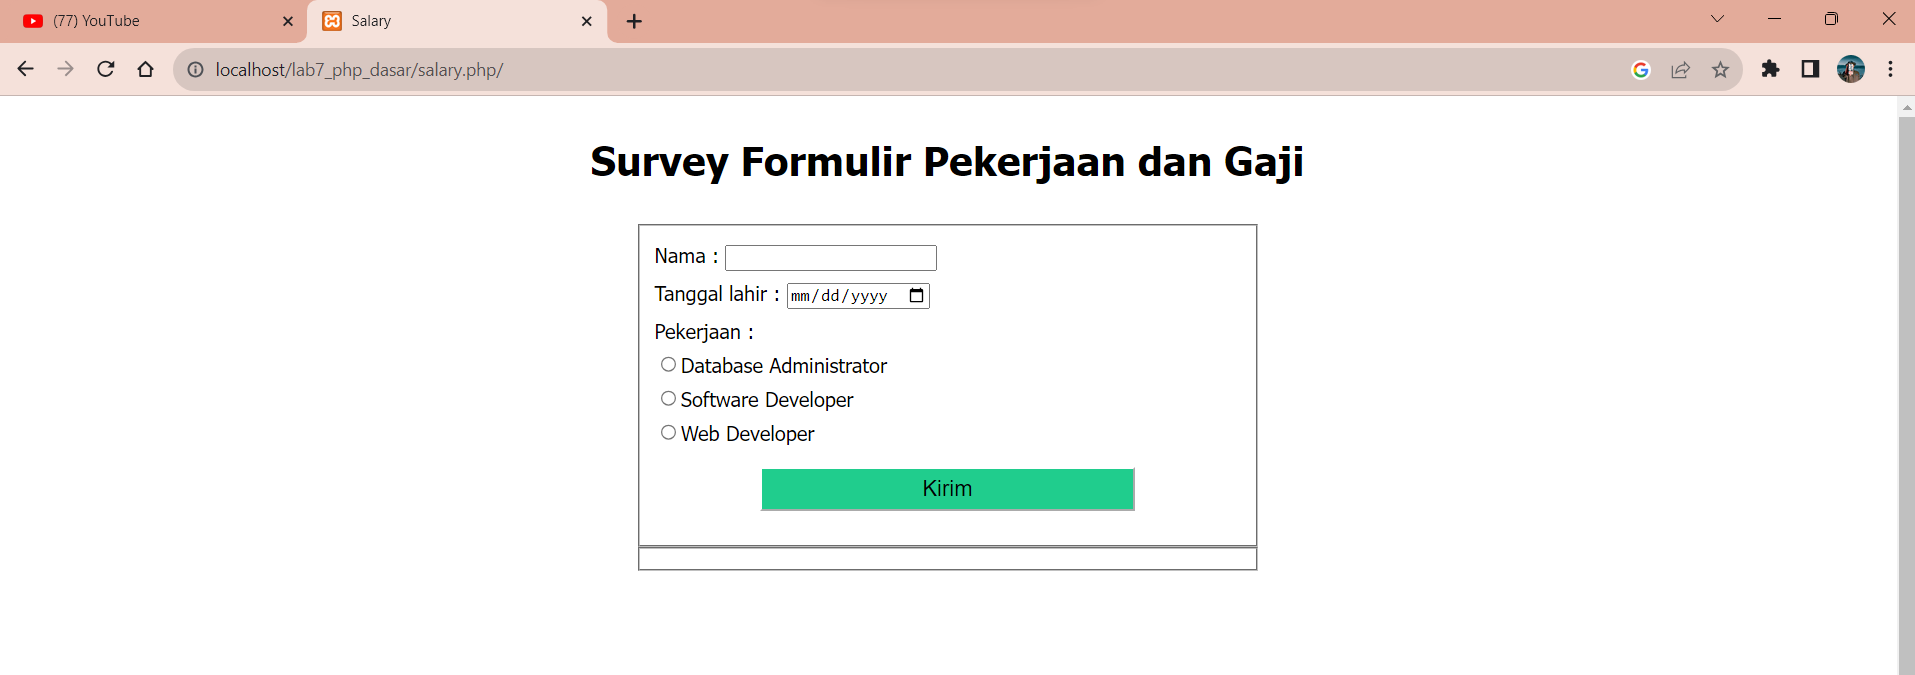 (77) YouTube
Salary
localhost/lab7_php_dasar/salary.php/
Survey Formulir Pekerjaan dan Gaji
Nama :
Tanggal lahir : mm/dd/yyyy
Pekerjaan :
Database Administrator
Software Developer
Web Developer
Kirim